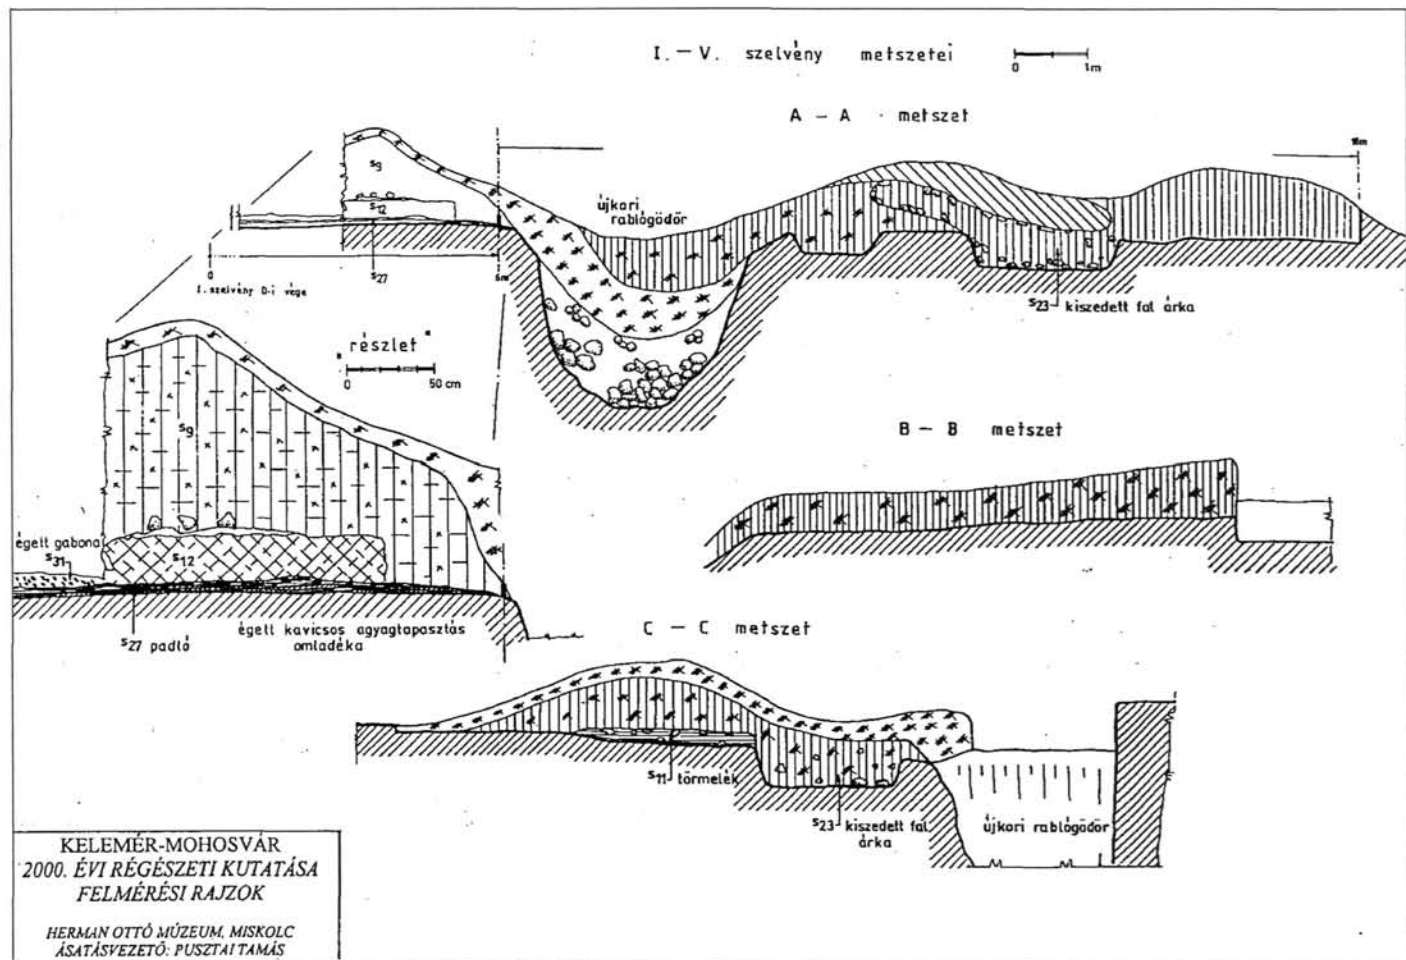 I. – V. szelvény metszetei
0 1m
A – A metszet
S9
S12
újkori
rablógödör
0
S27
I. szelvény D-i vége
S23 kiszedett fal árka
"részlet"
0 50 cm
S9
égett gabona
S31
S12
S27 padló
égett kavicsos agyagtapasztás
omladéka
B – B metszet
C – C metszet
S11 törmelék
S23 kiszedett fal
árka
újkori rablógödör
KELEMÉR-MOHOSVÁR
2000. ÉVI RÉGÉSZETI KUTATÁSA
FELMÉRÉSI RAJZOK
HERMAN OTTÓ MÚZEUM, MISKOLC
ÁSATÁSVEZETŐ: PUSZTAI TAMÁS